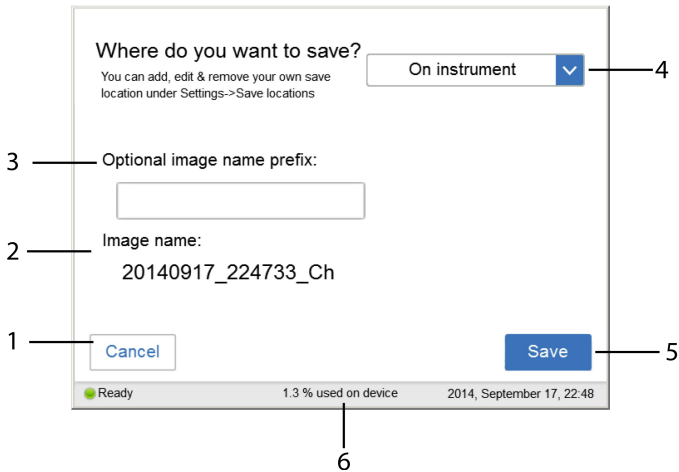 Where do you want to save?
You can add, edit & remove your own save
location under Settings->Save locations
On instrument
4
3
Optional image name prefix:
2
Image name:
20140917_224733_Ch
1
Cancel
Save
5
Ready
1.3 % used on device
2014, September 17, 22:48
6